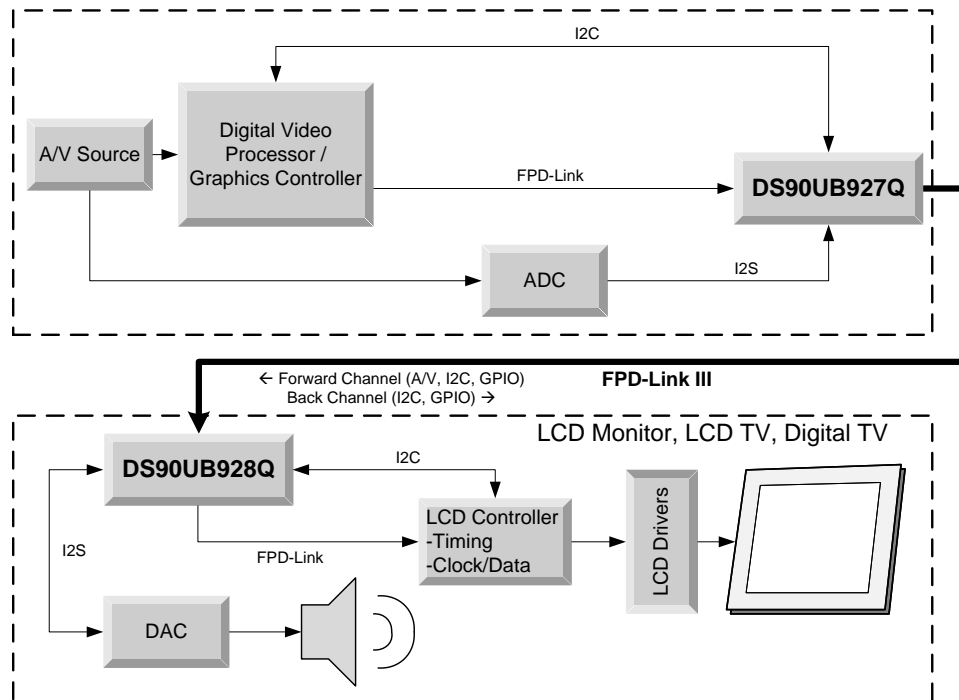 I2C
A/V Source
Digital Video
Processor /
Graphics Controller
FPD-Link
DS90UB927Q
ADC
I2S
← Forward Channel (A/V, I2C, GPIO)
Back Channel (I2C, GPIO) →
FPD-Link III
LCD Monitor, LCD TV, Digital TV
DS90UB928Q
I2C
LCD Controller
-Timing
-Clock/Data
LCD Drivers
I2S
FPD-Link
DAC